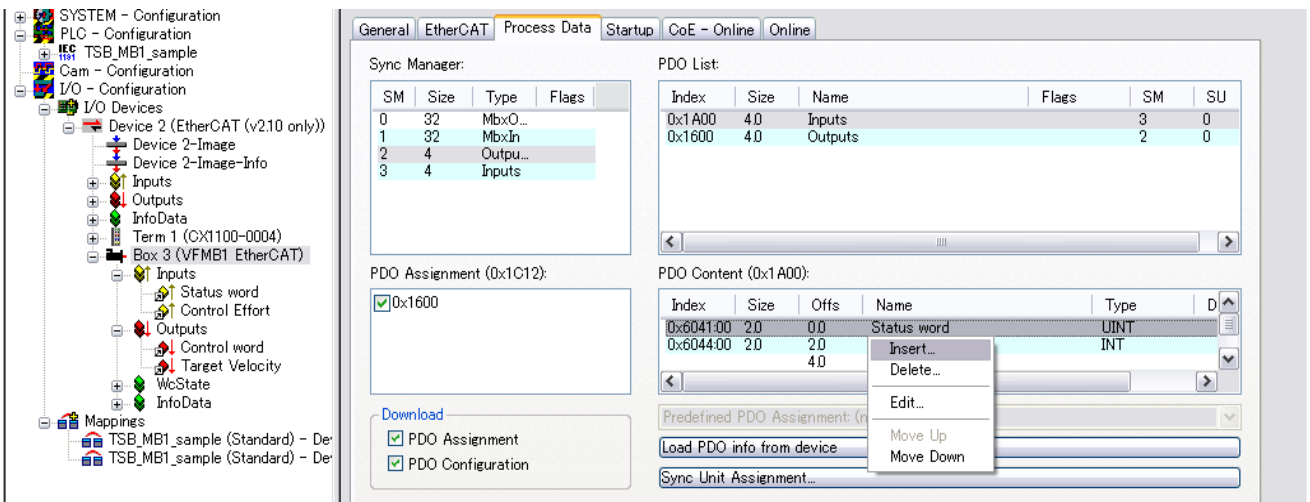 SYSTEM - Configuration
PLC - Configuration
IEC 1131 TSB_MB1_sample
Cam - Configuration
I/O - Configuration
I/O Devices
Device 2 (EtherCAT (v2.10 only))
Device 2-Image
Device 2-Image-Info
Inputs
Outputs
InfoData
Term 1 (CX1100-0004)
Box 3 (VFMB1 EtherCAT)
Inputs
Status word
Control Effort
Outputs
Control word
Target Velocity
WcState
InfoData
Mappings
TSB_MB1_sample (Standard) - De
TSB_MB1_sample (Standard) - De
General EtherCAT Process Data Startup CoE - Online Online
Sync Manager:
SM Size Type Flags
0 32 MbxO...
1 32 MbxIn
2 4 Outpu...
3 4 Inputs
PDO List:
Index Size Name Flags SM SU
0x1A00 4.0 Inputs 3 0
0x1600 4.0 Outputs 2 0
PDO Assignment (0x1C12):
0x1600
PDO Content (0x1A00):
Index Size Offs Name Type D
0x6041:00 2.0 0.0 Status word UINT
0x6044:00 2.0 2.0 INT
4.0
Insert...
Delete...
Edit...
Move Up
Move Down
Download
PDO Assignment
PDO Configuration
Predefined PDO Assignment: (n
Load PDO info from device
Sync Unit Assignment...